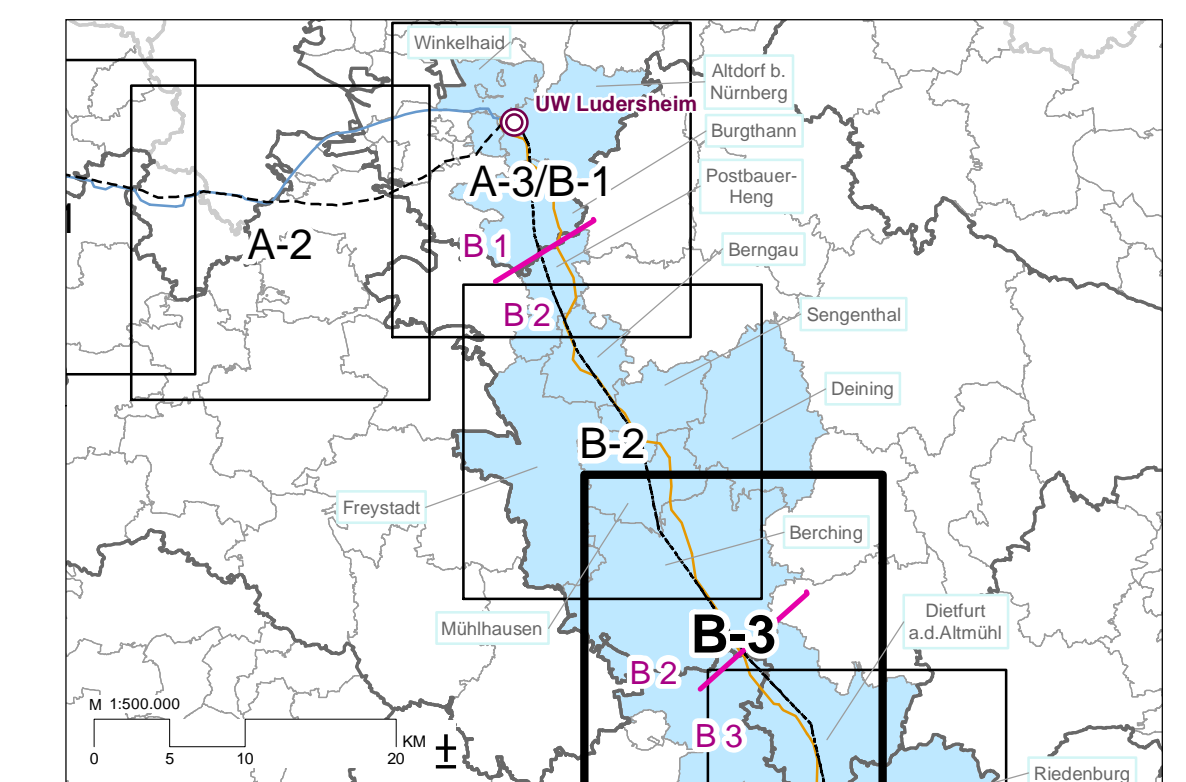 Winkelhaid
Altdorf b.
Nürnberg
UW Ludersheim
Burgthann
A-3/B-1
Postbauer-
Heng
A-2
B 1
Berngau
B 2
Sengenthal
Deining
B-2
Freystadt
Berching
Mühlhausen
B-3
Dietfurt
a.d.Altmühl
B 2
B 3
M 1:500.000
KM
0 5 10 20
Riedenburg